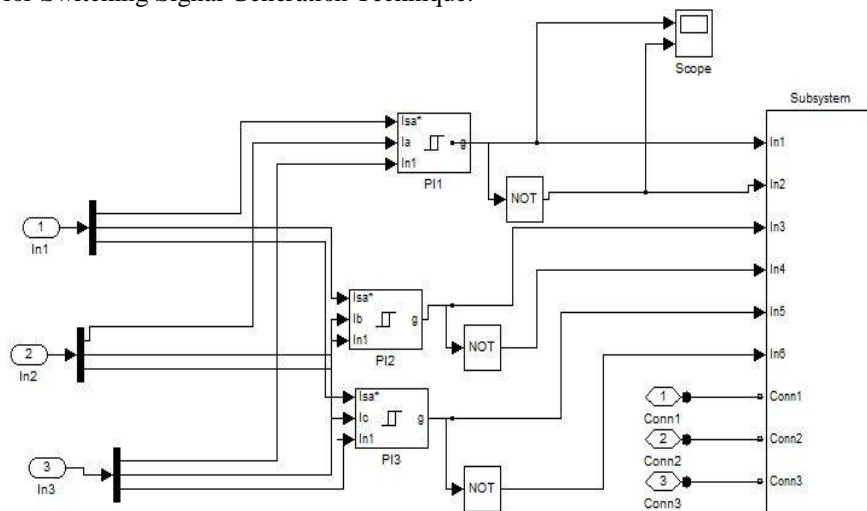 for Switching Signal Generation Technique.
Scope
Subsystem
Isa*
Ia
In1
g
PI1
In1
NOT
In2
1
In1
In3
Isa*
Ib
In1
g
PI2
In4
NOT
In5
2
In2
In6
Isa*
Ic
In1
g
PI3
1
Conn1
Conn1
2
Conn2
Conn2
3
In3
NOT
3
Conn3
Conn3